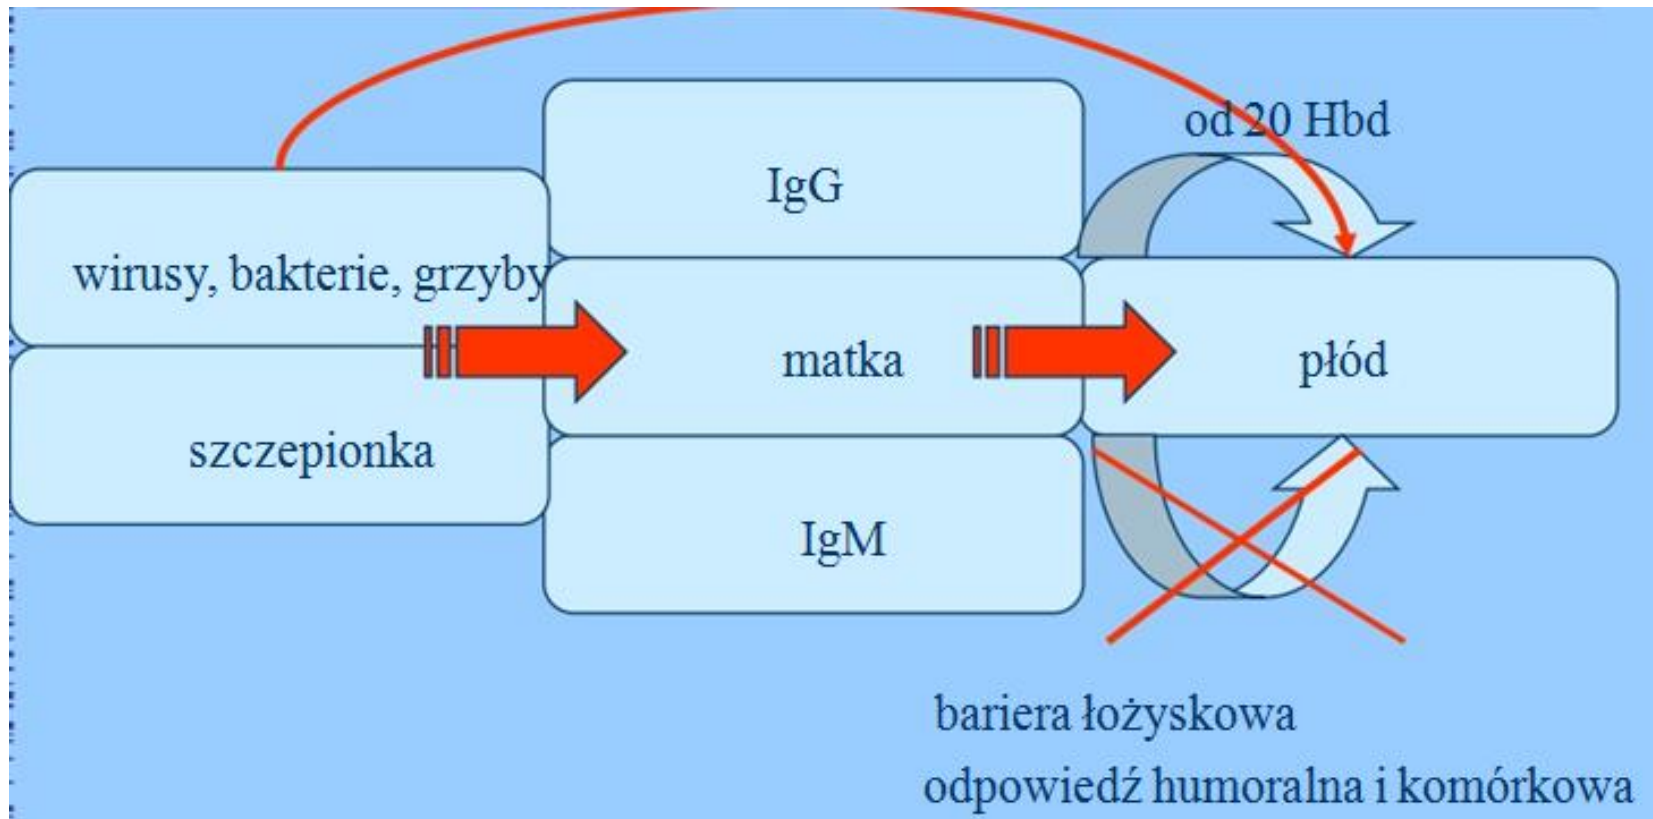 od 20 Hbd
IgG
wirusy, bakterie, grzyby
matka
płód
szczepionka
IgM
bariera łożyskowa
odpowiedź humoralna i komórkowa